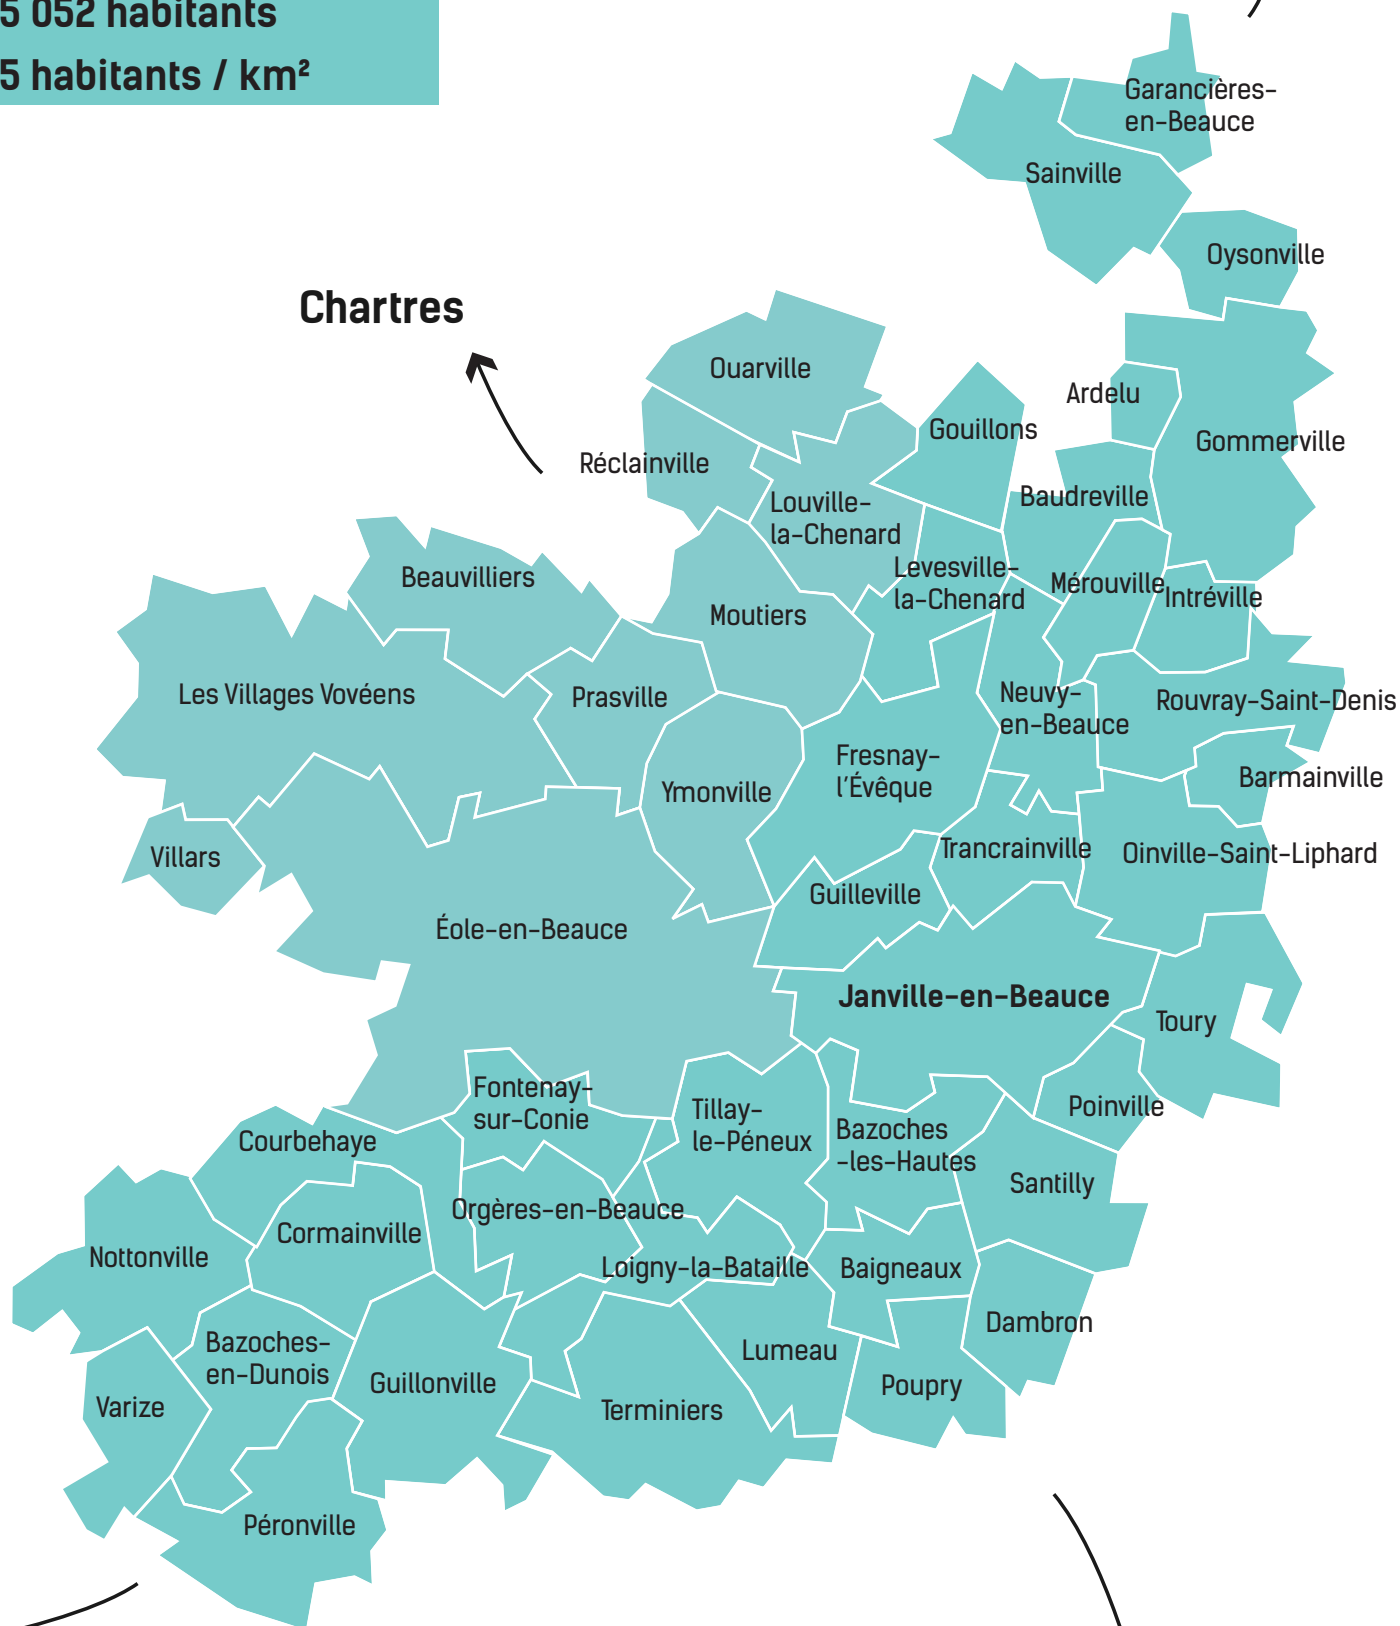 5 052 habitants
5 habitants / km²
Garancières-
en-Beauce
Sainville
Oysonville
Chartres
Ouarville
Ardelu
Gouillons
Gommerville
Réclainville
Baudreville
Louville-
la-Chenard
Levesville-
la-Chenard
Beauvilliers
Mérouville
Intréville
Moutiers
Les Villages Vovéens
Prasville
Neuvy-
en-Beauce
Rouvray-Saint-Denis
Fresnay-
l'Évêque
Barmainville
Ymonville
Villars
Trancrainville
Oinville-Saint-Liphard
Guilleville
Éole-en-Beauce
Janville-en-Beauce
Toury
Fontenay-
sur-Conie
Tillay-
le-Péneux
Poinville
Courbehaye
Bazoches
-les-Hautes
Santilly
Orgères-en-Beauce
Cormainville
Nottonville
Loigny-la-Bataille
Baigneaux
Dambron
Bazoches-
en-Dunois
Lumeau
Guillonville
Poupry
Varize
Terminiers
Péronville